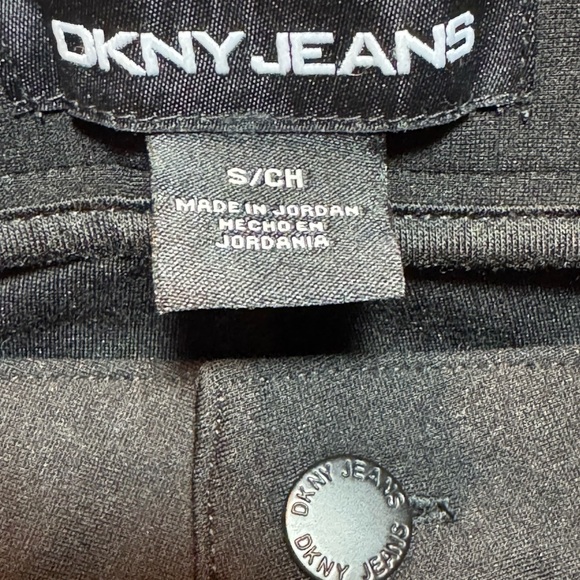 DKNY JEANS
S/CH
MADE IN JORDAN
HECHO EN
JORDANIA
DKNY JEANS
DKNY JEANS